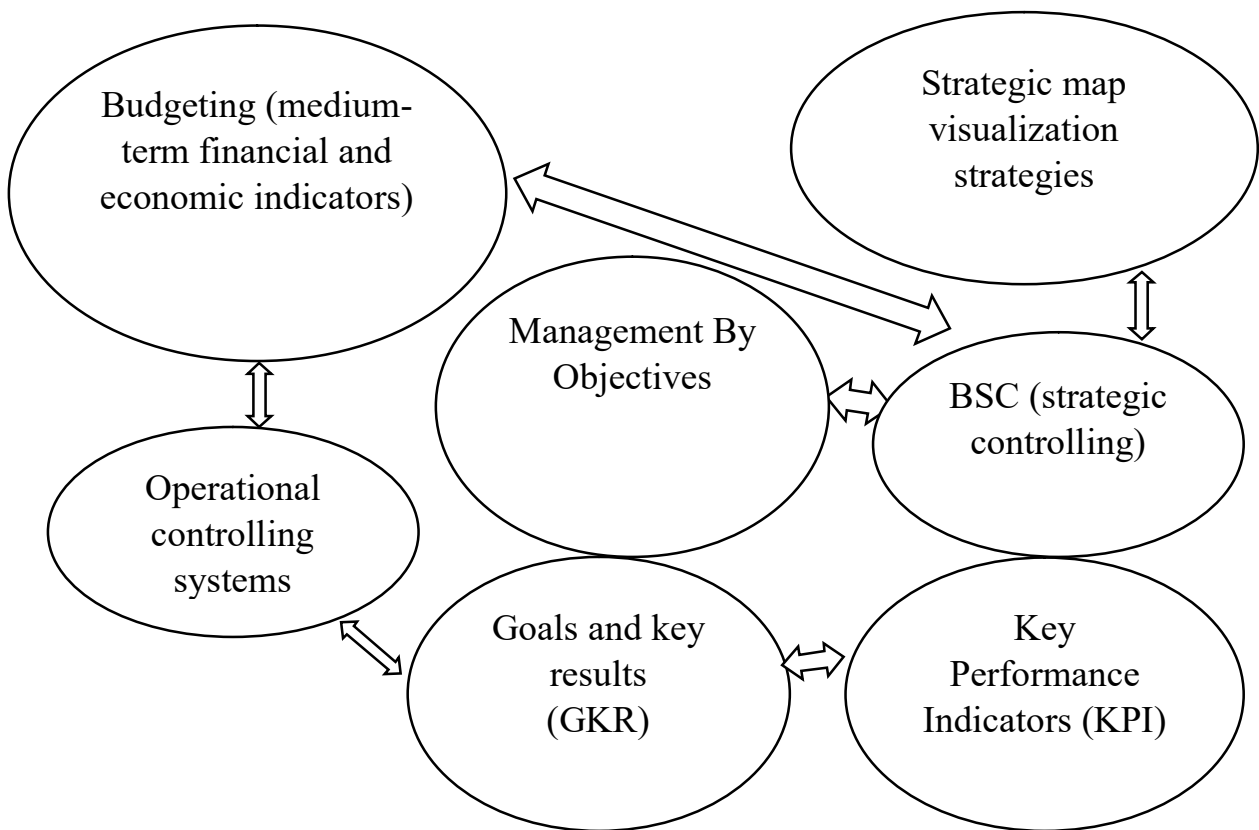 Budgeting (medium-
term financial and
economic indicators)
Strategic map
visualization
strategies
Management By
Objectives
BSC (strategic
controlling)
Operational
controlling
systems
Goals and key
results
(GKR)
Key
Performance
Indicators (KPI)